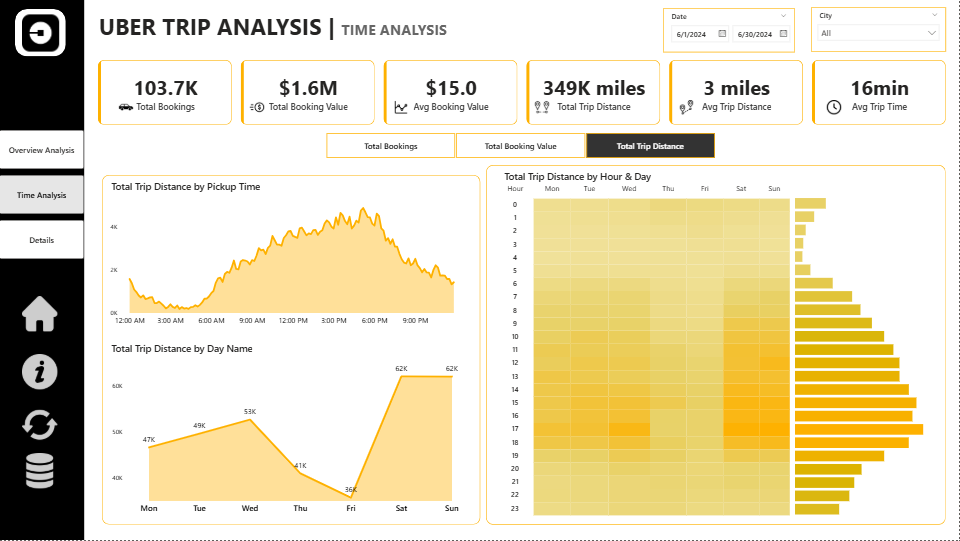 UBER TRIP ANALYSIS | TIME ANALYSIS
Date
6/1/2024 6/30/2024
City
All
103.7K
Total Bookings
$1.6M
Total Booking Value
$15.0
Avg Booking Value
349K miles
Total Trip Distance
3 miles
Avg Trip Distance
16min
Avg Trip Time
Overview Analysis
Time Analysis
Details
Total Bookings
Total Booking Value
Total Trip Distance
Total Trip Distance by Pickup Time
4K
2K
0K
12:00 AM 3:00 AM 6:00 AM 9:00 AM 12:00 PM 3:00 PM 6:00 PM 9:00 PM
Total Trip Distance by Day Name
60K
50K
40K
47K 49K 53K 41K 36K 62K 62K
Mon Tue Wed Thu Fri Sat Sun
Total Trip Distance by Hour & Day
Hour Mon Tue Wed Thu Fri Sat Sun
0
1
2
3
4
5
6
7
8
9
10
11
12
13
14
15
16
17
18
19
20
21
22
23